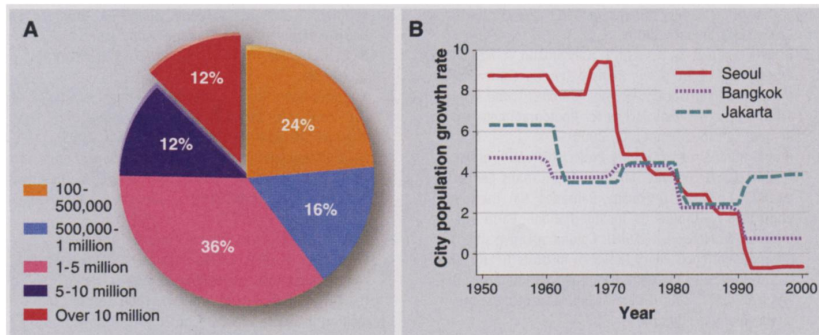 A
12%
24%
12%
16%
36%
100-
500,000
500,000-
1 million
1-5 million
5-10 million
Over 10 million
B
City population growth rate
10
8
6
4
2
0
Seoul
Bangkok
Jakarta
1950
1960
1970
1980
1990
2000
Year